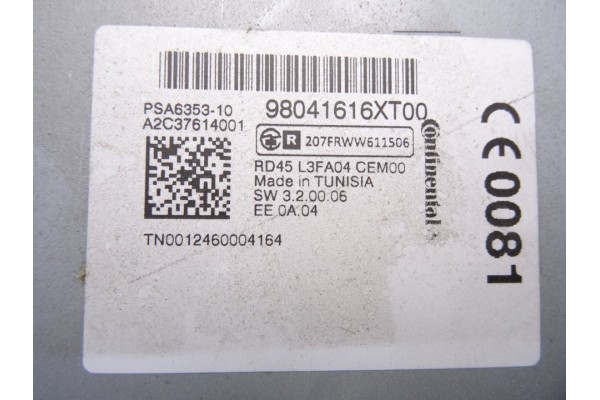 PSA6353-10 98041616XT00
A2C37614001
R 207FRWW611506
RD45 L3FA04 CEM00
Made in TUNISIA
SW 3.2.00.06
EE 0A.04
TN0012460004164
Continental
CE 0081